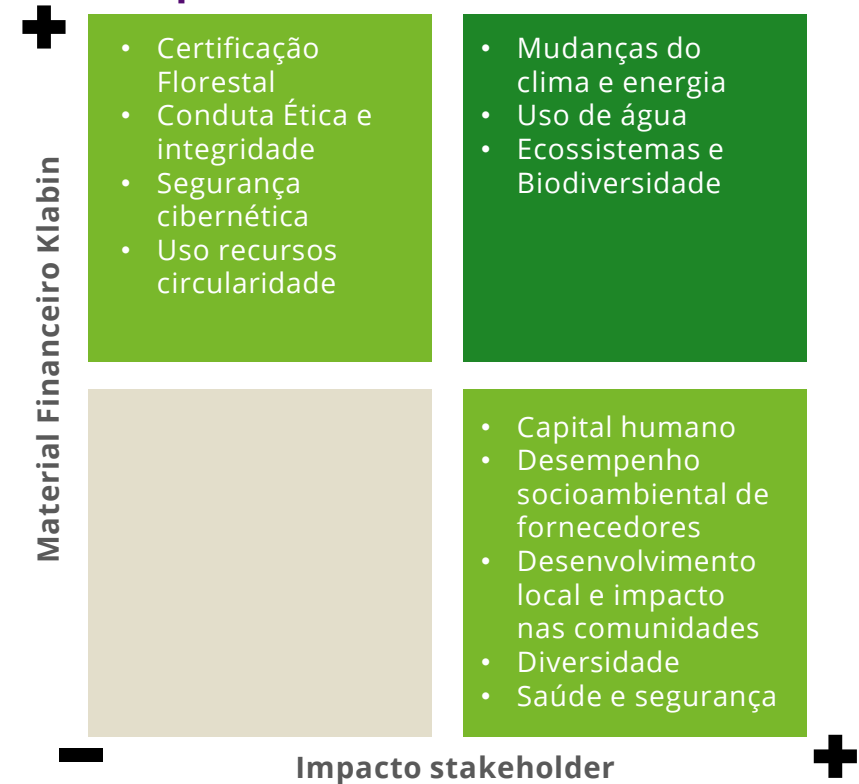 +
Material Financeiro Klabin
• Certificação
Florestal
• Conduta Ética e
integridade
• Segurança
cibernética
• Uso recursos
circularidade
• Mudanças do
clima e energia
• Uso de água
• Ecossistemas e
Biodiversidade
• Capital humano
• Desempenho
socioambiental de
fornecedores
• Desenvolvimento
local e impacto
nas comunidades
• Diversidade
• Saúde e segurança
-
Impacto stakeholder
+